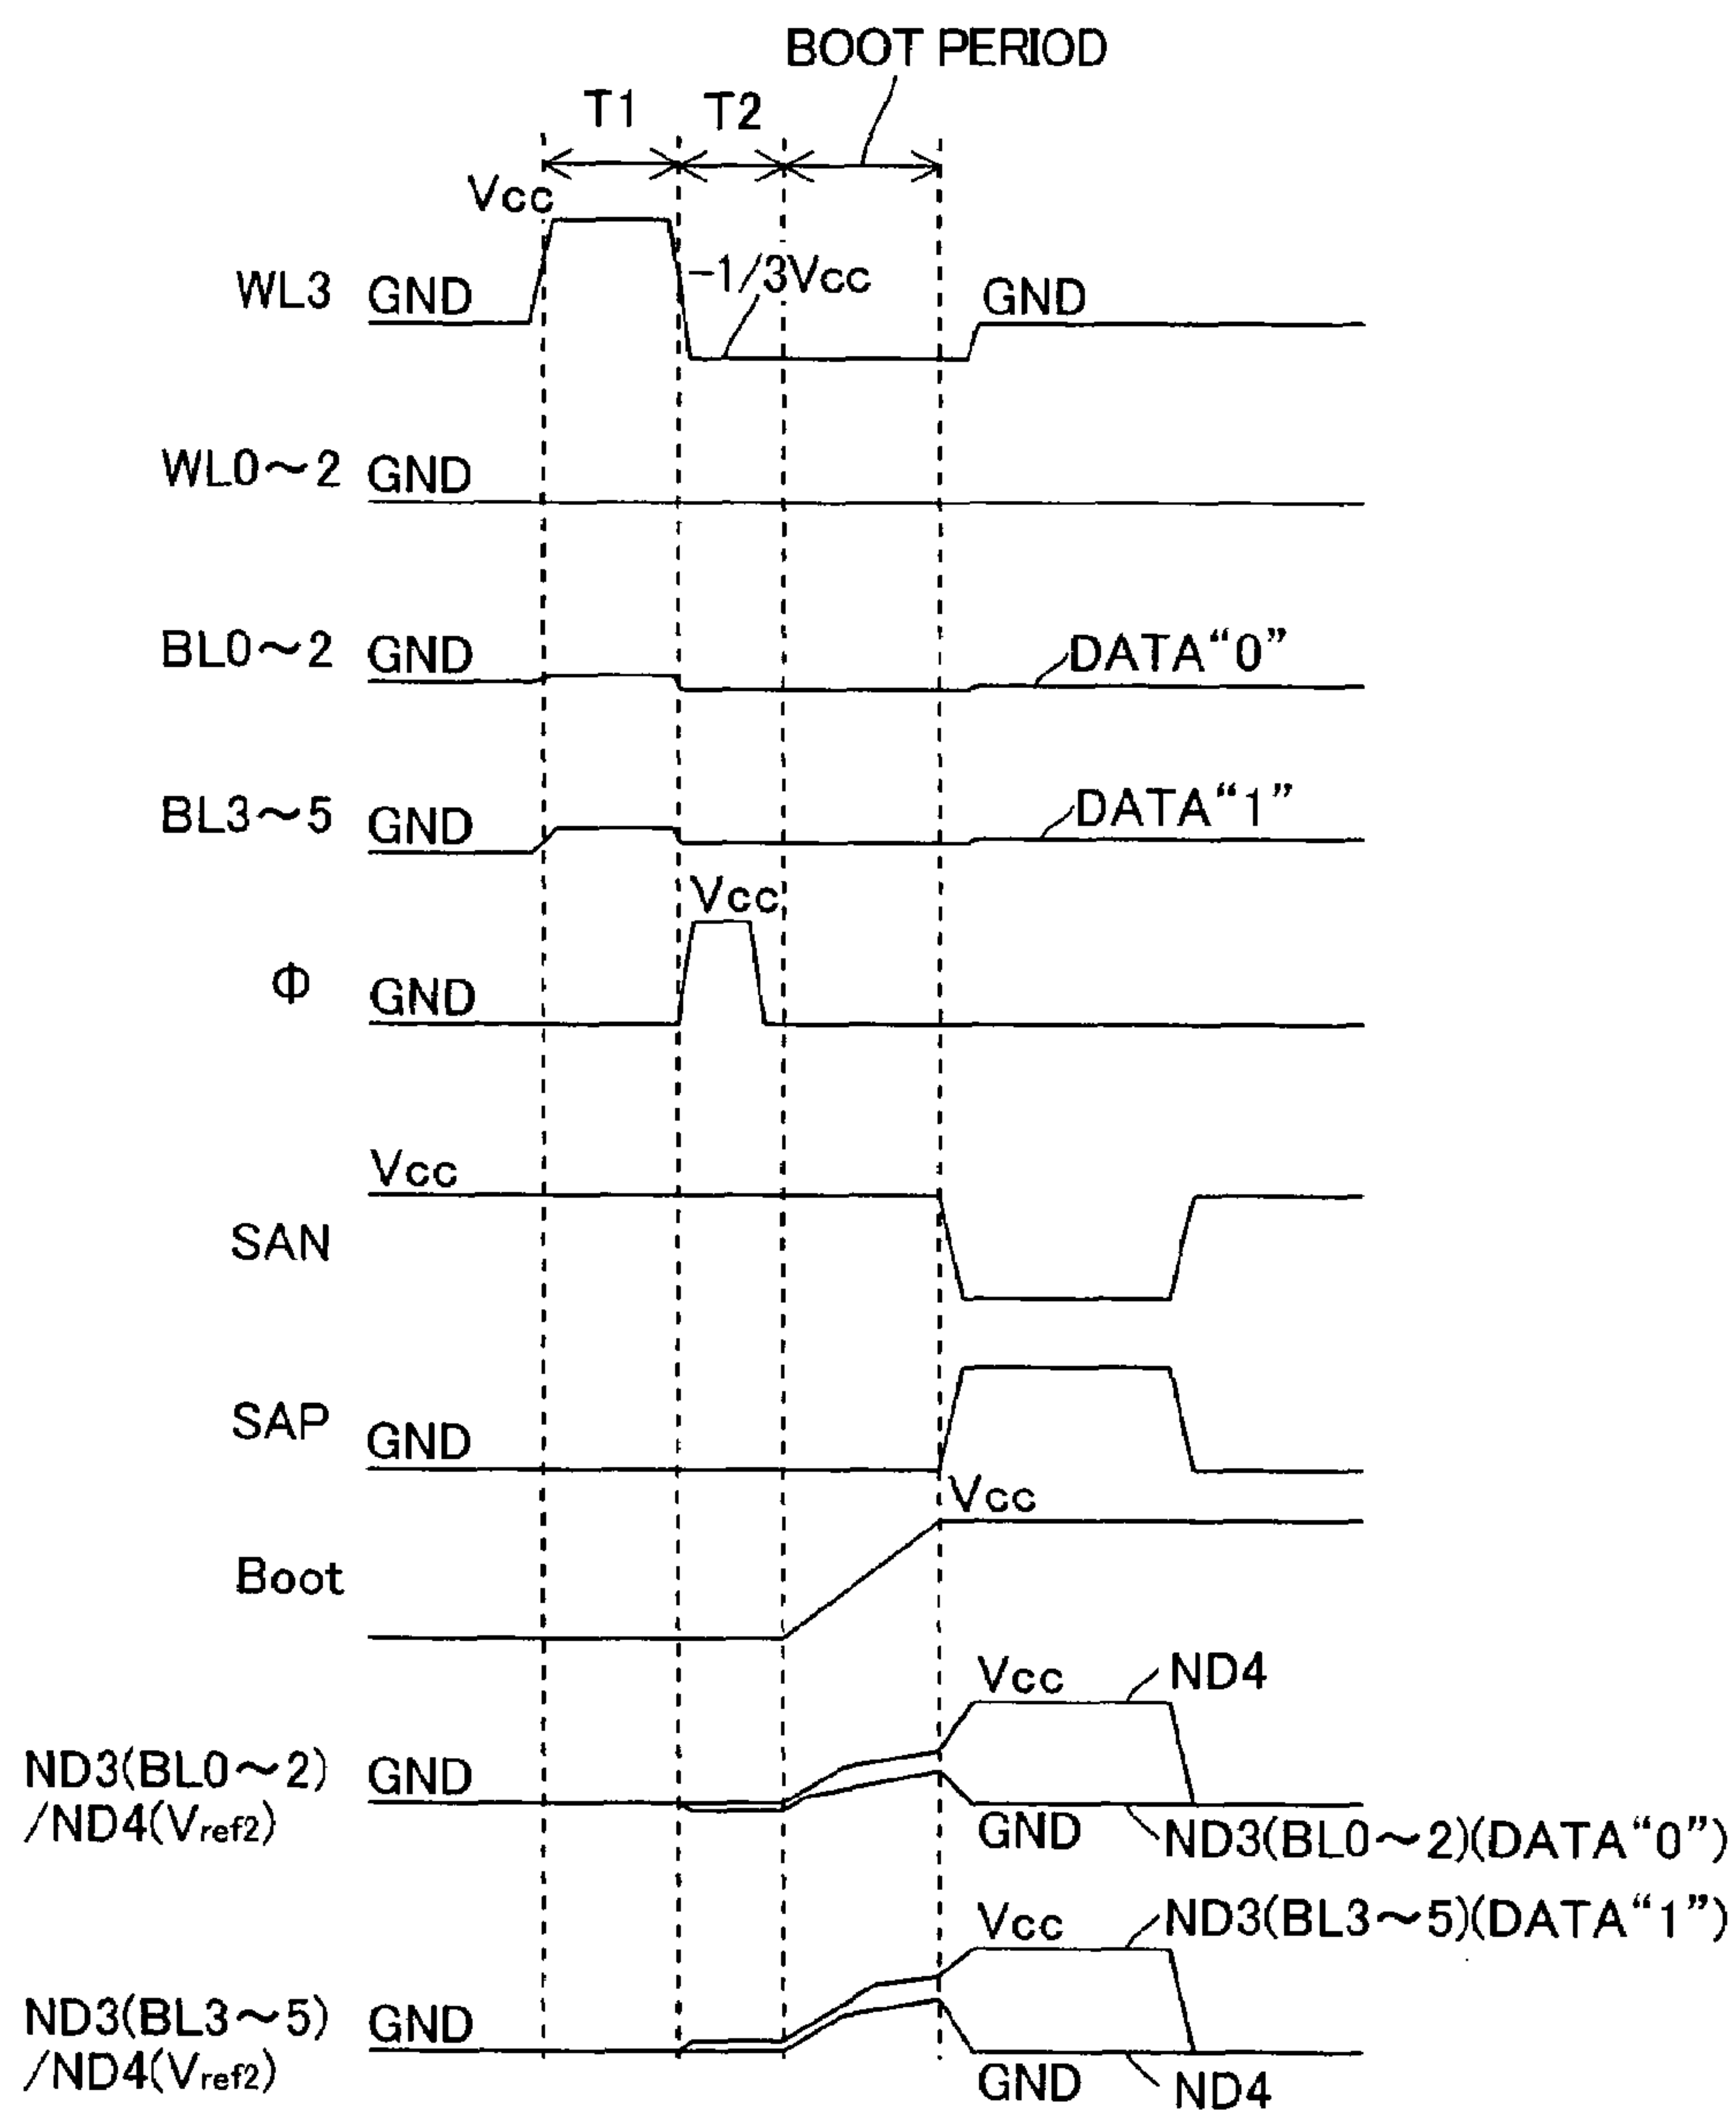 BOOT PERIOD
T1 T2
Vcc
WL3 GND -1/3Vcc GND
WL0～2 GND
BL0～2 GND DATA“0”
BL3～5 GND DATA“1”
Vcc
Φ GND
Vcc
SAN
SAP GND
Vcc
Boot
Vcc ND4
ND3(BL0～2) GND
/ND4(Vref2) GND ND3(BL0～2)(DATA“0”)
Vcc ND3(BL3～5)(DATA“1”)
ND3(BL3～5) GND
/ND4(Vref2) GND ND4